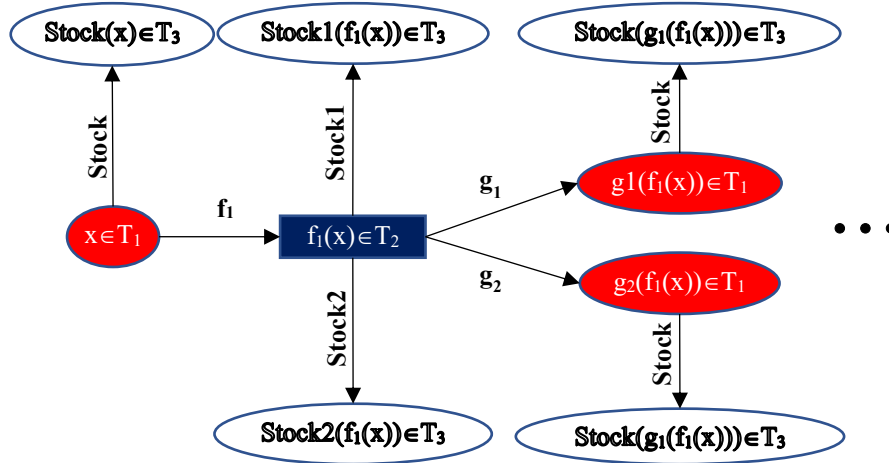 Stock(x)∈T₃
Stock1(f₁(x))∈T₃
Stock(g₁(f₁(x)))∈T₃
Stock
Stock1
Stock
x∈T₁
f₁
f₁(x)∈T₂
g₁
g1(f₁(x))∈T₁
g₂
g₂(f₁(x))∈T₁
• • •
Stock2
Stock
Stock2(f₁(x))∈T₃
Stock(g₁(f₁(x)))∈T₃